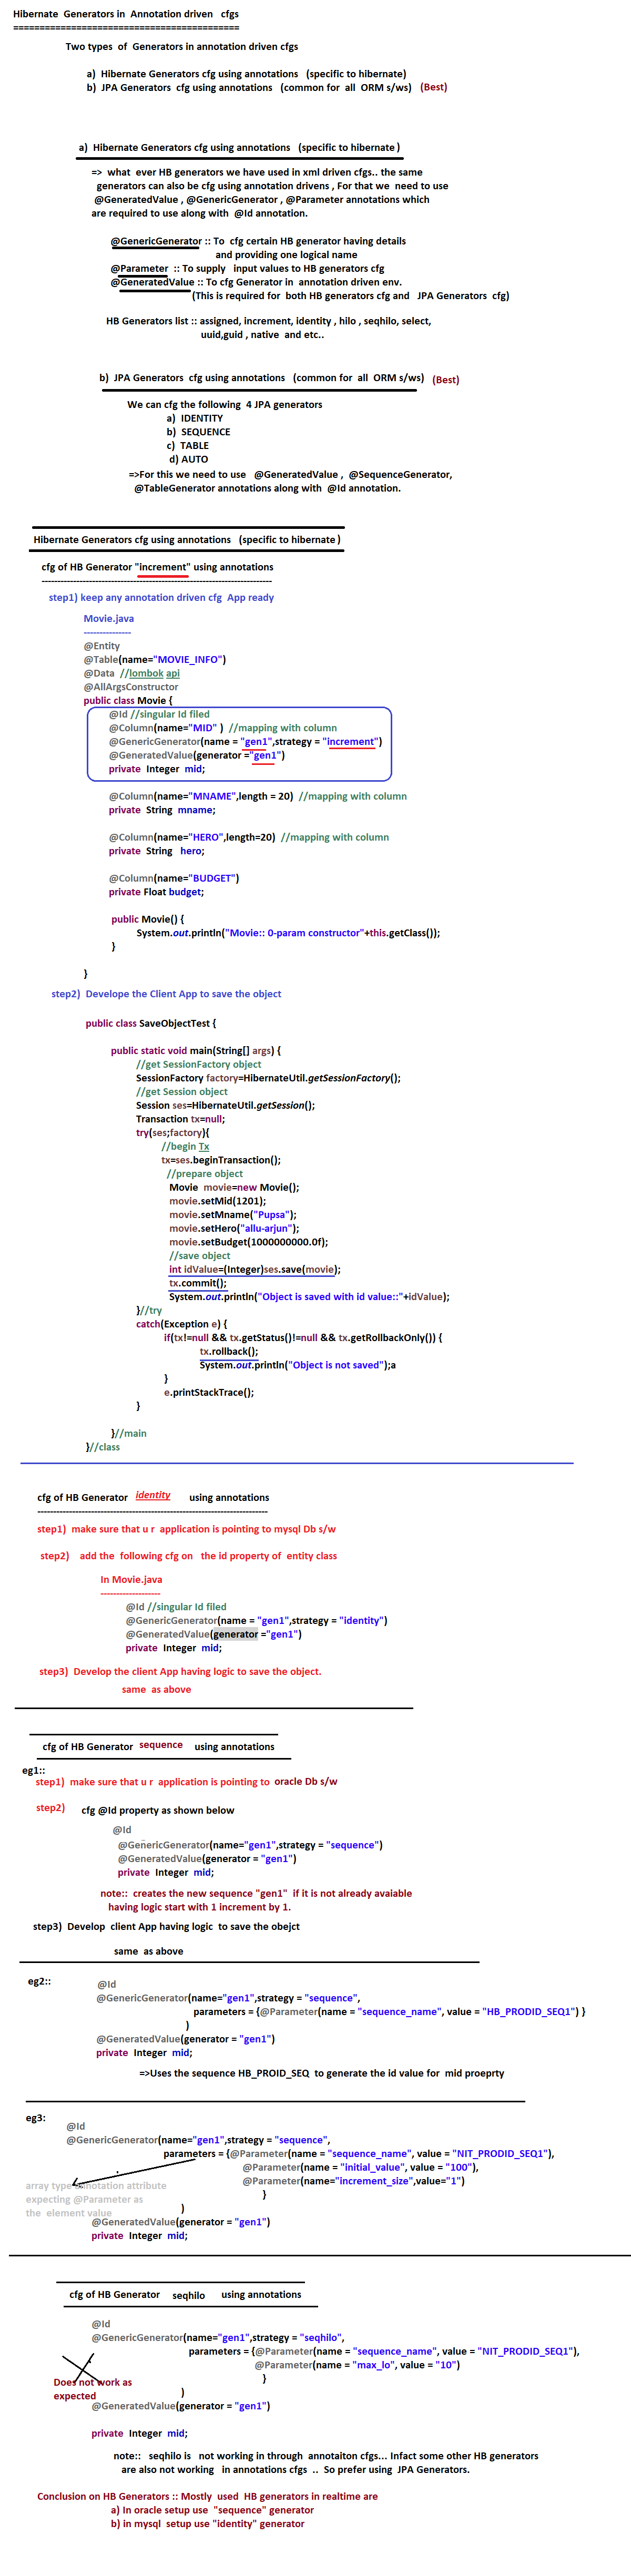 Hibernate Generators in Annotation driven cfgs
===========================================
Two types of Generators in annotation driven cfgs
a) Hibernate Generators cfg using annotations (specific to hibernate)
b) JPA Generators cfg using annotations (common for all ORM s/ws) (Best)
a) Hibernate Generators cfg using annotations (specific to hibernate )
=> what ever HB generators we have used in xml driven cfgs.. the same
generators can also be cfg using annotation drivens , For that we need to use
@GeneratedValue , @GenericGenerator , @Parameter annotations which
are required to use along with @Id annotation.
@GenericGenerator :: To cfg certain HB generator having details
and providing one logical name
@Parameter :: To supply input values to HB generators cfg
@GeneratedValue :: To cfg Generator in annotation driven env.
(This is required for both HB generators cfg and JPA Generators cfg)
HB Generators list :: assigned, increment, identity , hilo , seqhilo, select,
uuid,guid , native and etc..
b) JPA Generators cfg using annotations (common for all ORM s/ws) (Best)
We can cfg the following 4 JPA generators
a) IDENTITY
b) SEQUENCE
c) TABLE
d) AUTO
=>For this we need to use @GeneratedValue , @SequenceGenerator,
@TableGenerator annotations along with @Id annotation.
Hibernate Generators cfg using annotations (specific to hibernate )
cfg of HB Generator "increment" using annotations
---------------------------------------------------------------------------
step1) keep any annotation driven cfg App ready
Movie.java
---------------
@Entity
@Table(name="MOVIE_INFO")
@Data //lombok api
@AllArgsConstructor
public class Movie {
@Id //singular Id filed
@Column(name="MID" ) //mapping with column
@GenericGenerator(name = "gen1",strategy = "increment")
@GeneratedValue(generator ="gen1")
private Integer mid;
@Column(name="MNAME",length = 20) //mapping with column
private String mname;
@Column(name="HERO",length=20) //mapping with column
private String hero;
@Column(name="BUDGET")
private Float budget;
public Movie() {
System.out.println("Movie:: 0-param constructor"+this.getClass());
}
}
step2) Develope the Client App to save the object
public class SaveObjectTest {
public static void main(String[] args) {
//get SessionFactory object
SessionFactory factory=HibernateUtil.getSessionFactory();
//get Session object
Session ses=HibernateUtil.getSession();
Transaction tx=null;
try(ses;factory){
//begin Tx
tx=ses.beginTransaction();
//prepare object
Movie movie=new Movie();
movie.setMid(1201);
movie.setMname("Pupsa");
movie.setHero("allu-arjun");
movie.setBudget(1000000000.0f);
//save object
int idValue=(Integer)ses.save(movie);
tx.commit();
System.out.println("Object is saved with id value::"+idValue);
}//try
catch(Exception e) {
if(tx!=null && tx.getStatus()!=null && tx.getRollbackOnly()) {
tx.rollback();
System.out.println("Object is not saved");a
}
e.printStackTrace();
}
}//main
}//class
cfg of HB Generator identity using annotations
---------------------------------------------------------------------------
step1) make sure that u r application is pointing to mysql Db s/w
step2) add the following cfg on the id property of entity class
In Movie.java
-------------------
@Id //singular Id filed
@GenericGenerator(name = "gen1",strategy = "identity")
@GeneratedValue(generator ="gen1")
private Integer mid;
step3) Develop the client App having logic to save the object.
same as above
cfg of HB Generator sequence using annotations
eg1::
step1) make sure that u r application is pointing to oracle Db s/w
step2) cfg @Id property as shown below
@Id
@GenericGenerator(name="gen1",strategy = "sequence")
@GeneratedValue(generator = "gen1")
private Integer mid;
note:: creates the new sequence "gen1" if it is not already avaiable
having logic start with 1 increment by 1.
step3) Develop client App having logic to save the obejct
same as above
eg2:: @Id
@GenericGenerator(name="gen1",strategy = "sequence",
parameters = {@Parameter(name = "sequence_name", value = "HB_PRODID_SEQ1") }
)
@GeneratedValue(generator = "gen1")
private Integer mid;
=>Uses the sequence HB_PROID_SEQ to generate the id value for mid proeprty
eg3: @Id
@GenericGenerator(name="gen1",strategy = "sequence",
parameters = {@Parameter(name = "sequence_name", value = "NIT_PRODID_SEQ1"),
@Parameter(name = "initial_value", value = "100"),
@Parameter(name="increment_size",value="1")
array type annotation attribute
expecting @Parameter as
the element value
}
)
@GeneratedValue(generator = "gen1")
private Integer mid;
cfg of HB Generator seqhilo using annotations
@Id
@GenericGenerator(name="gen1",strategy = "seqhilo",
parameters = {@Parameter(name = "sequence_name", value = "NIT_PRODID_SEQ1"),
@Parameter(name = "max_lo", value = "10")
}
Does not work as
expected
)
@GeneratedValue(generator = "gen1")
private Integer mid;
note:: seqhilo is not working in through annotaiton cfgs... Infact some other HB generators
are also not working in annotations cfgs .. So prefer using JPA Generators.
Conclusion on HB Generators :: Mostly used HB generators in realtime are
a) In oracle setup use "sequence" generator
b) in mysql setup use "identity" generator